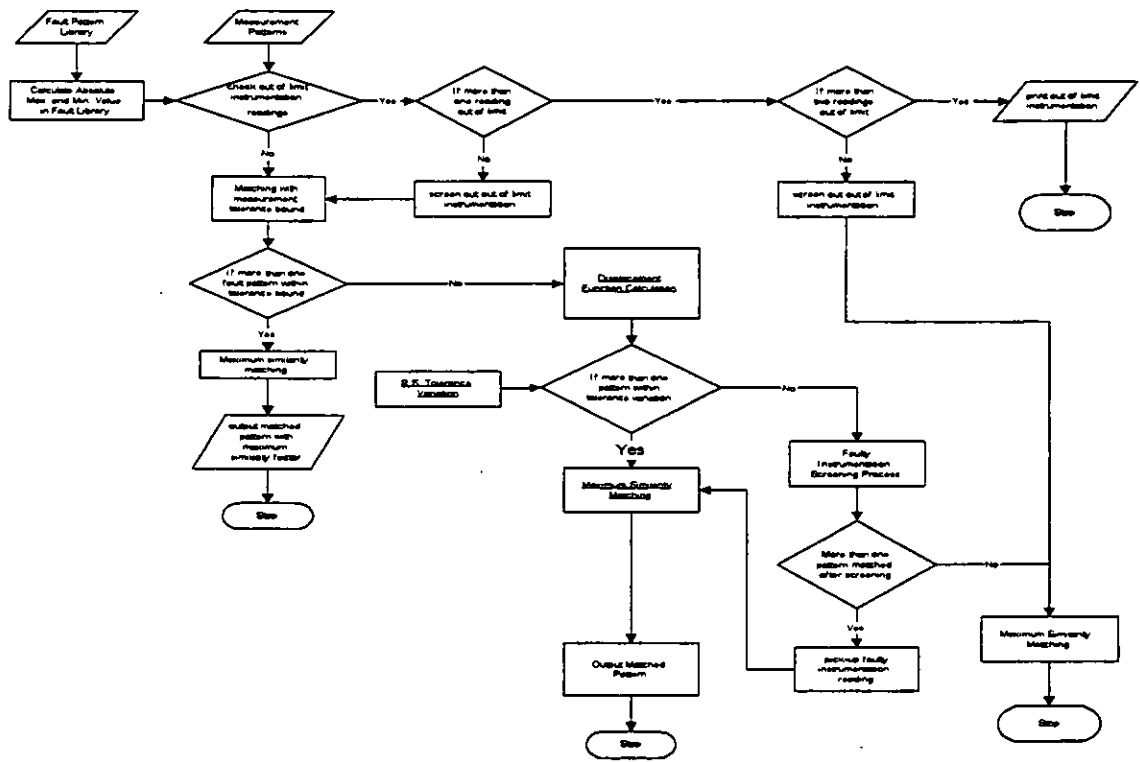 Fault Pattern
Library
Measurement
Patterns
Calculate Absolute
Max. and Min. Value
in Fault Library
Check out of limit
instrumentation
readings
Yes
If more than
one reading
out of limit
Yes
If more than
two readings
out of limit
Yes
print out of limit
instrumentation
No
No
No
Matching with
measurement
tolerance bound
screen out out of limit
instrumentation
screen out out of limit
instrumentation
Stop
If more than one
fault pattern within
tolerance bound
No
Displacement
Function Calculation
Yes
Maximum similarity
matching
Tolerance
Variation
If more than one
pattern within
tolerance variation
No
output matched
pattern with
maximum
similarity factor
Yes
Faulty
Instrumentation
Screening Process
Maximum Similarity
Matching
Stop
More than one
pattern matched
after screening
No
Yes
Maximum Similarity
Matching
Output Matched
Pattern
pick-up faulty
instrumentation
reading
Stop
Stop